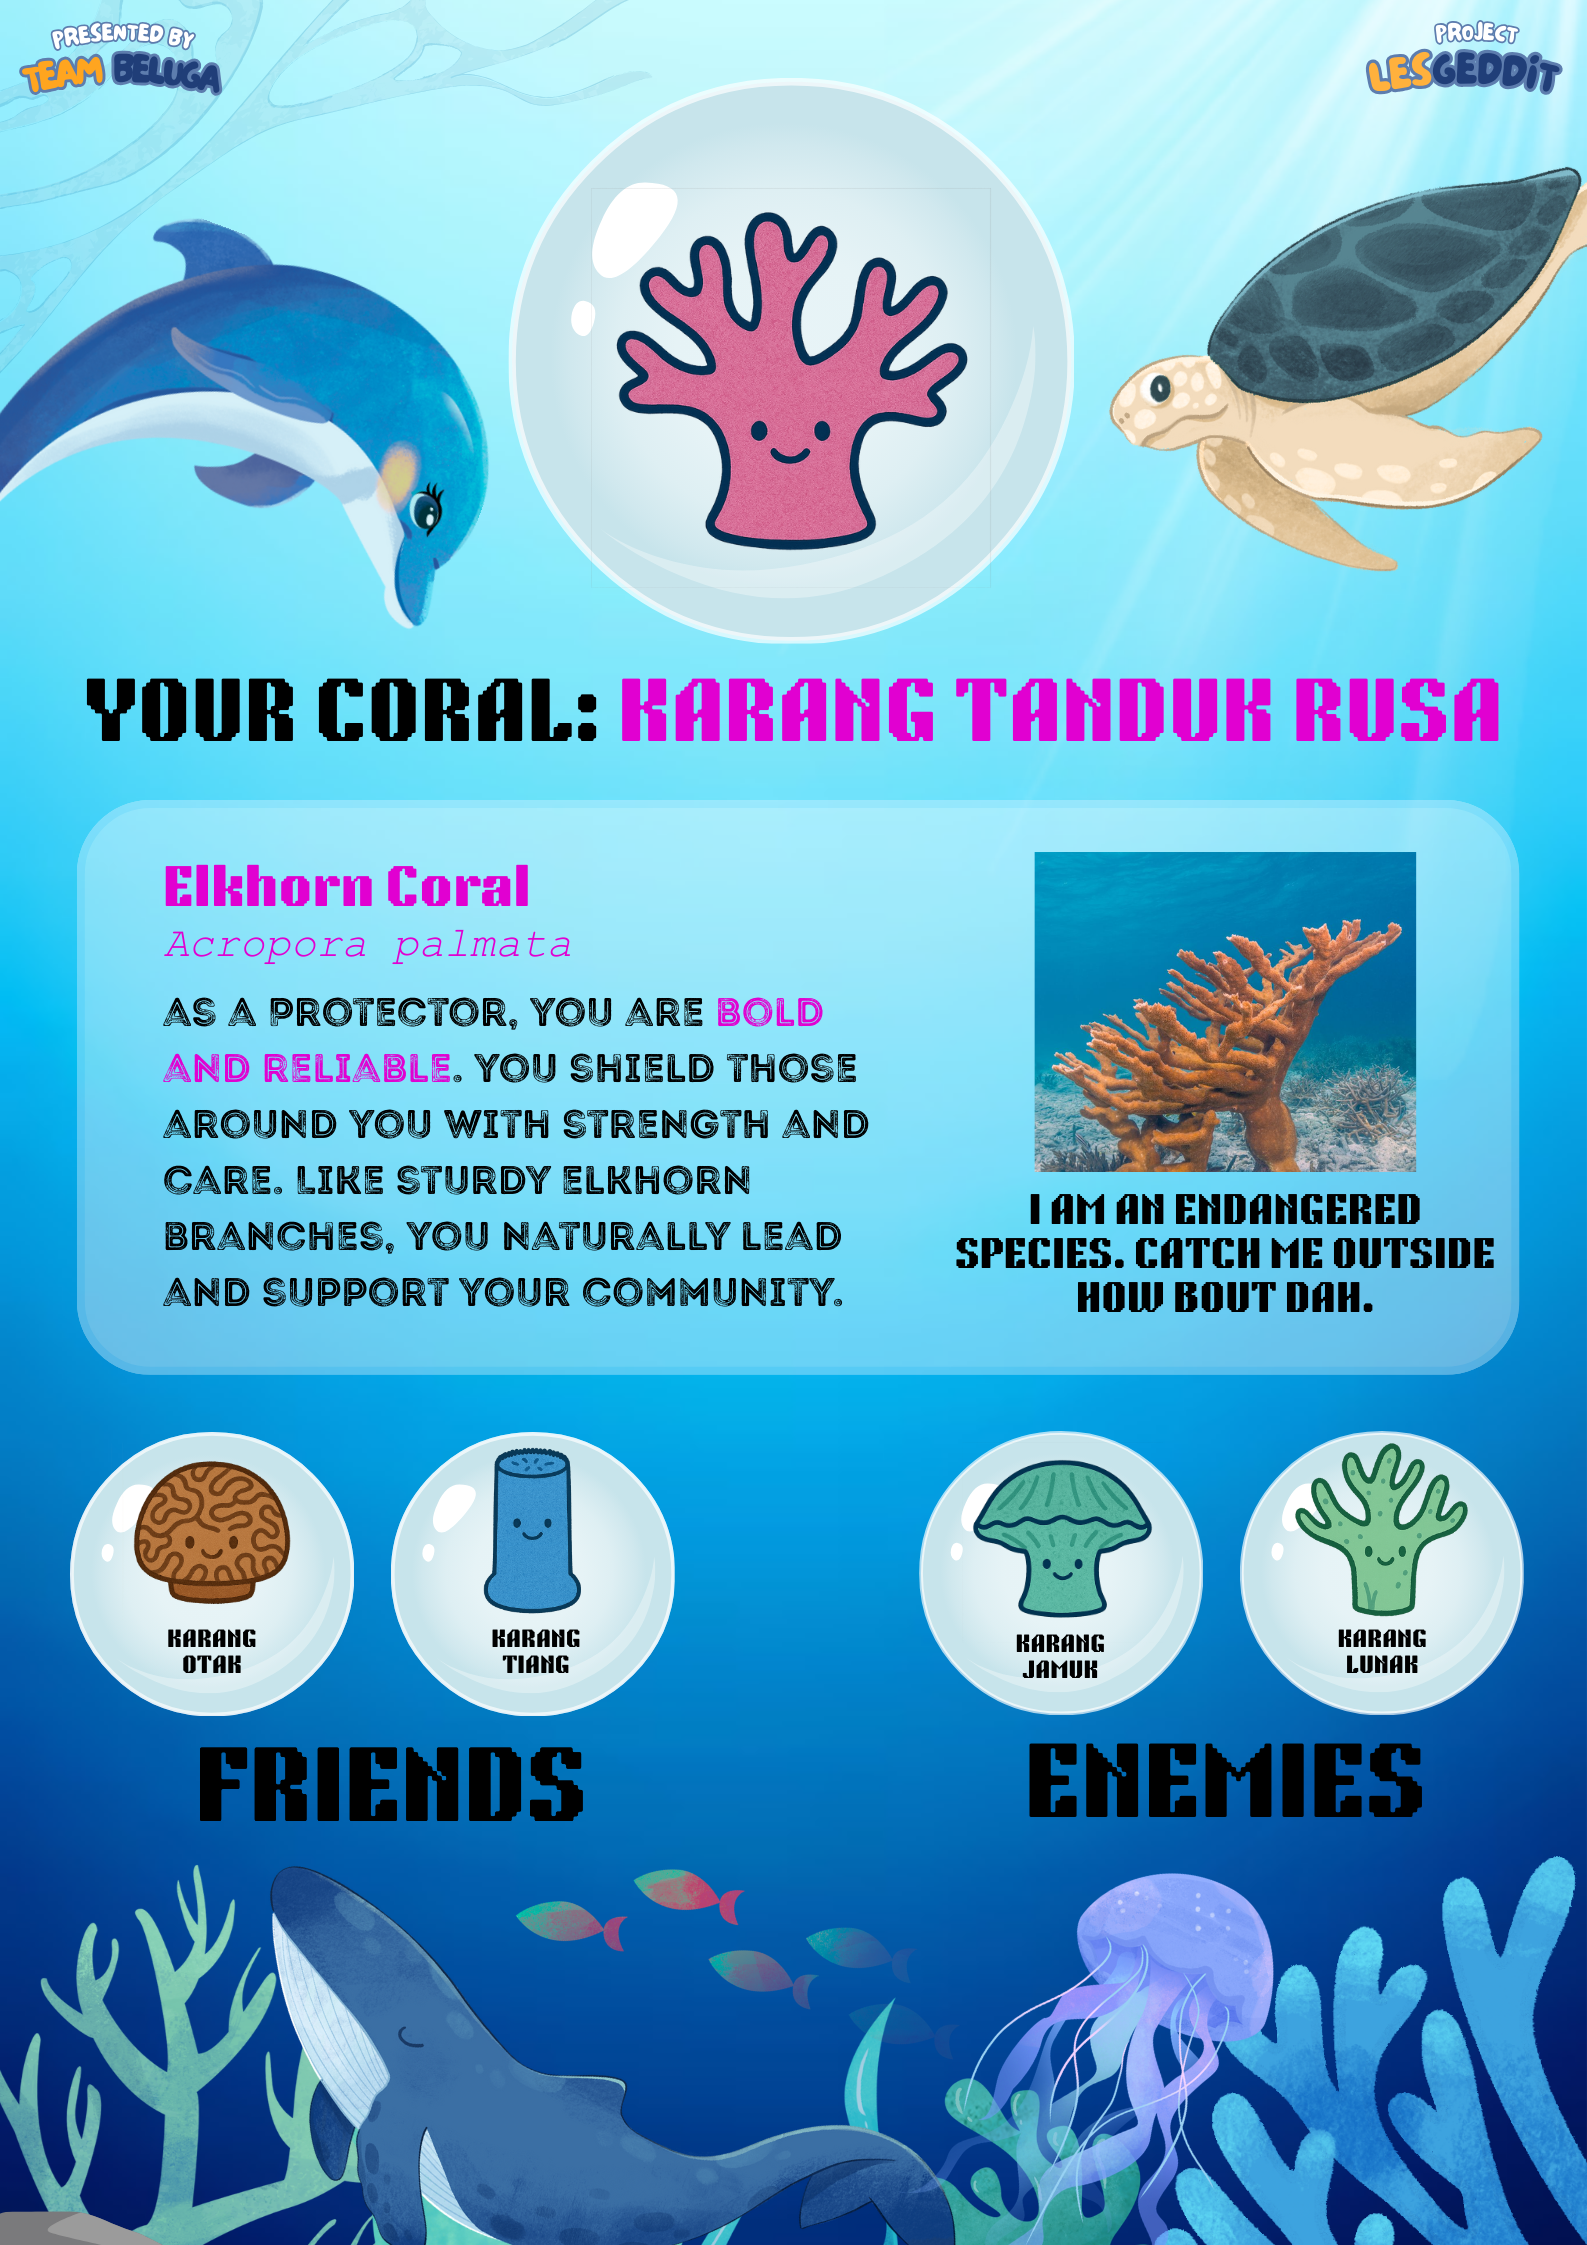 PRESENTED BY
TEAM BELUGA
PROJECT
LESGEDDiT
YOUR CORAL: KARANG TANDUK RUSA
Elkhorn Coral
Acropora palmata
AS A PROTECTOR, YOU ARE BOLD
AND RELIABLE. YOU SHIELD THOSE
AROUND YOU WITH STRENGTH AND
CARE. LIKE STURDY ELKHORN
BRANCHES, YOU NATURALLY LEAD
AND SUPPORT YOUR COMMUNITY.
I AM AN ENDANGERED
SPECIES. CATCH ME OUTSIDE
HOW BOUT DAH.
KARANG
OTAK
KARANG
TIANG
KARANG
JAMUK
KARANG
LUNAK
FRIENDS
ENEMIES